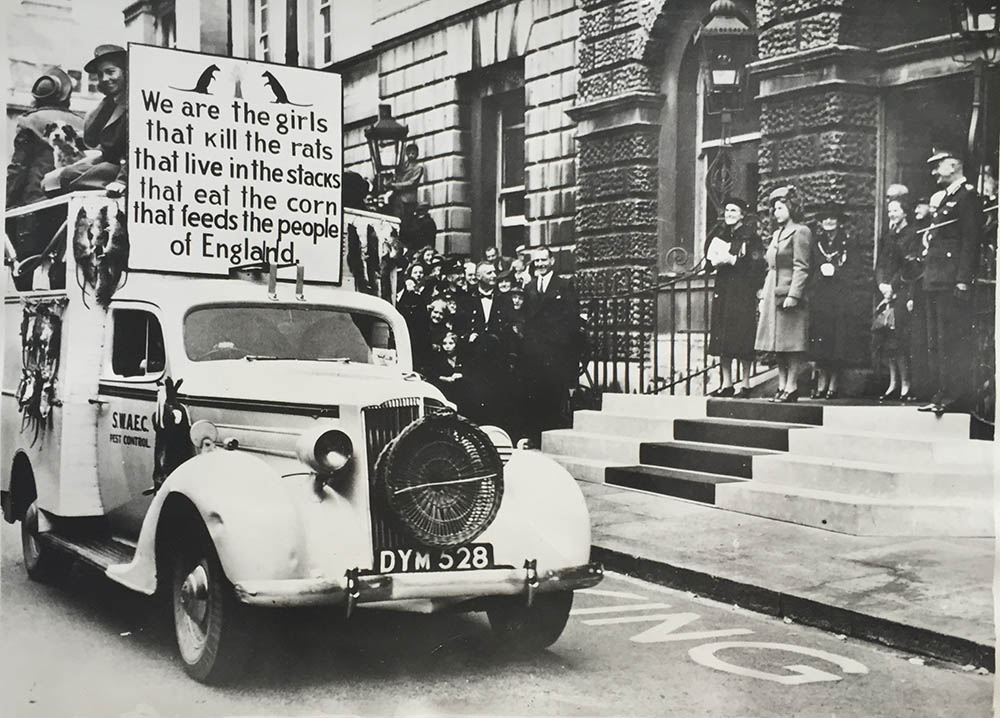 We are the girls
that kill the rats
that live in the stacks
that eat the corn
that feeds the people
of England.
S.W.A.E.C.
PEST CONTROL.
DYM 528
ING